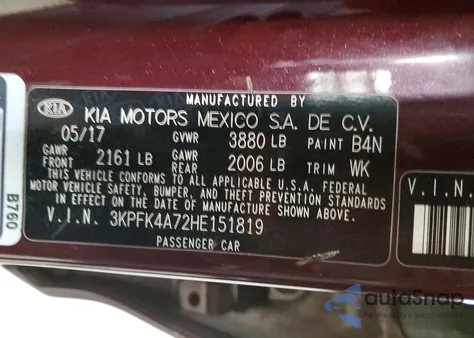 MANUFACTURED BY
KIA KIA MOTORS MEXICO S.A. DE C.V.
05/17 GVWR 3880 LB PAINT B4N
GAWR FRONT 2161 LB GAWR REAR 2006 LB TRIM WK
THIS VEHICLE CONFORMS TO ALL APPLICABLE U.S.A. FEDERAL
MOTOR VEHICLE SAFETY, BUMPER, AND THEFT PREVENTION STANDARDS
IN EFFECT ON THE DATE OF MANUFACTURE SHOWN ABOVE.
V.I.N. 3KPFK4A72HE151819
PASSENGER CAR
B760
V.I.N.
autoSnap